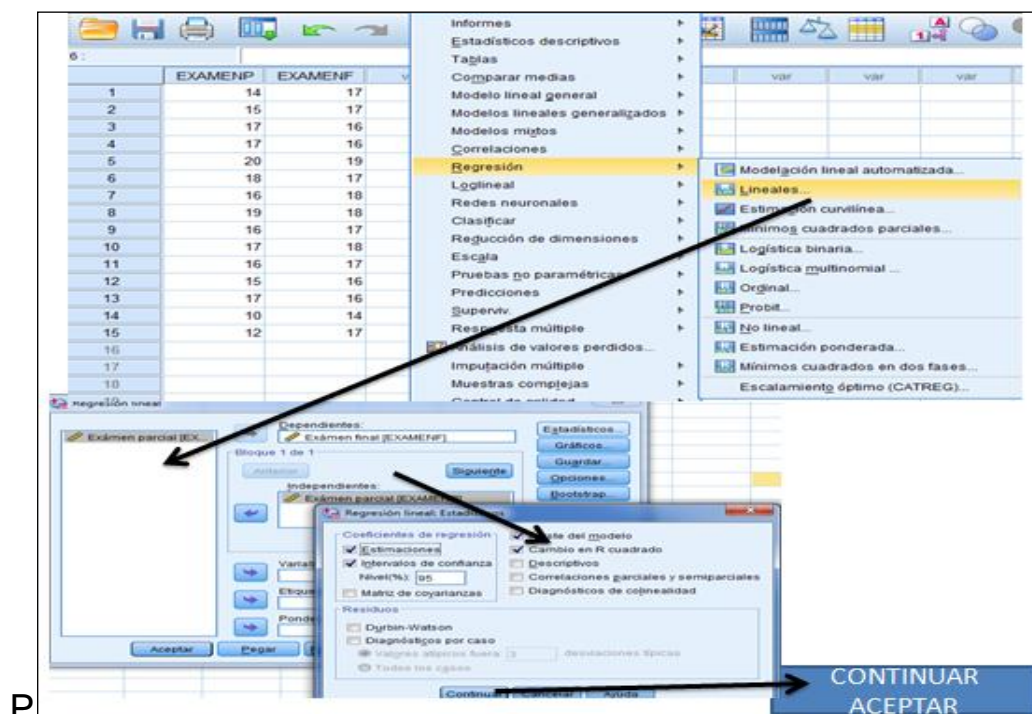 Informes
Estadísticos descriptivos
Tablas
Comparar medias
Modelo lineal general
Modelos lineales generalizados
Modelos mixtos
Correlaciones
Regresión
Loglineal
Redes neuronales
Clasificar
Reducción de dimensiones
Escala
Pruebas no paramétricas
Predicciones
Superviv.
Respuesta múltiple
Análisis de valores perdidos...
Imputación múltiple
Muestras complejas
Control de calidad
6 :
EXAMENP EXAMENF
var var var
1 14 17
2 15 17
3 17 16
4 17 16
5 20 19
6 18 17
7 16 18
8 19 18
9 16 17
10 17 18
11 16 17
12 15 16
13 17 16
14 10 14
15 12 17
16
17
18
19
Modelación lineal automatizada...
Lineales...
Estimación curvilínea...
Mínimos cuadrados parciales...
Logística binaria...
Logística multinomial ...
Ordinal...
Probit...
No lineal...
Estimación ponderada...
Mínimos cuadrados en dos fases...
Escalamiento óptimo (CATREG)...
Regresión lineal
Exámen parcial [EX...
Dependientes:
Exámen final [EXAMENF]
Bloque 1 de 1
Anterior
Siguiente
Independientes:
Exámen parcial [EXAMENP]
Estadísticos...
Gráficos...
Guardar...
Opciones...
Bootstrap...
Aceptar
Pegar
Regresión lineal: Estadísticos
Coeficientes de regresión
Estimaciones
Intervalos de confianza
Nivel(%): 95
Matriz de covarianzas
del modelo
Cambio en R cuadrado
Descriptivos
Correlaciones parciales y semiparciales
Diagnósticos de colinealidad
Residuos
Durbin-Watson
Diagnósticos por caso
Valores atípicos fuera: 3 desviaciones típicas
Todos los casos
Continuar
Cancelar
Ayuda
CONTINUAR
ACEPTAR
P